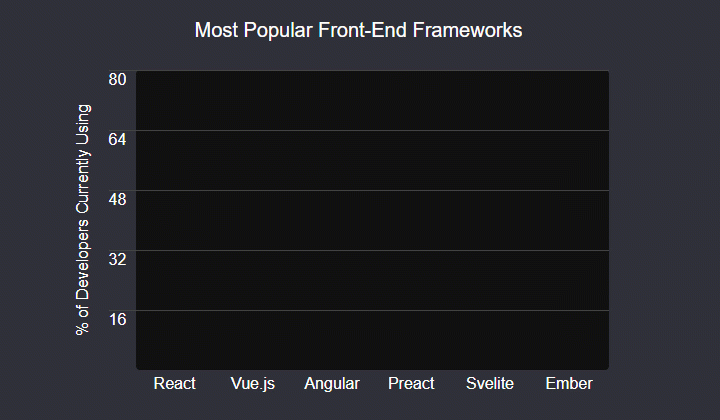 Most Popular Front-End Frameworks
% of Developers Currently Using
80
64
48
32
16
React Vue.js Angular Preact Svelite Ember